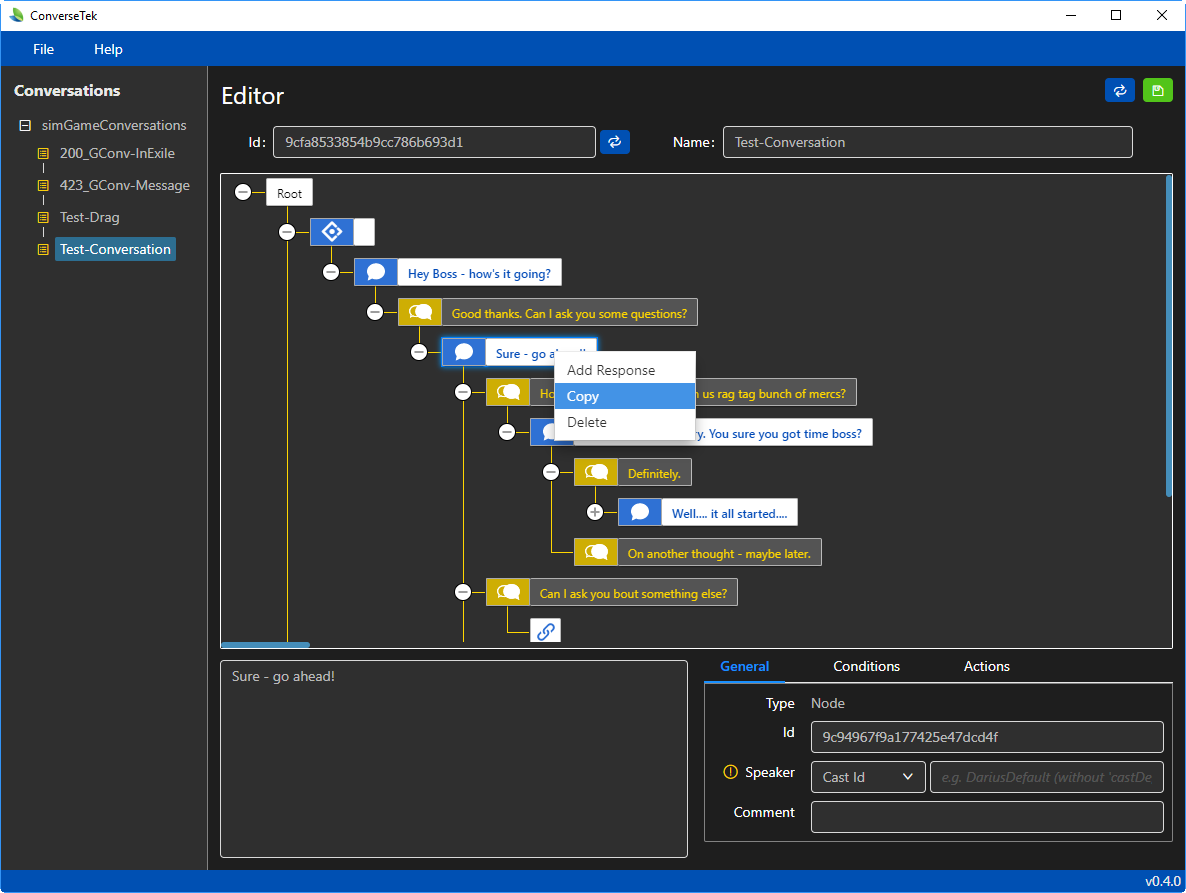 ConverseTek
File Help
Conversations
simGameConversations
200_GConv-InExile
423_GConv-Message
Test-Drag
Test-Conversation
Editor
Id: 9cfa8533854b9cc786b693d1 Name: Test-Conversation
Root
Hey Boss - how's it going?
Good thanks. Can I ask you some questions?
Sure - go
Add Response
Copy
Delete
us rag tag bunch of mercs?
You sure you got time boss?
Definitely.
Well.... it all started....
On another thought - maybe later.
Can I ask you bout something else?
Sure - go ahead!
General Conditions Actions
Type Node
Id 9c94967f9a177425e47dcd4f
Speaker Cast Id e.g. DariusDefault (without 'castDe
Comment
v0.4.0